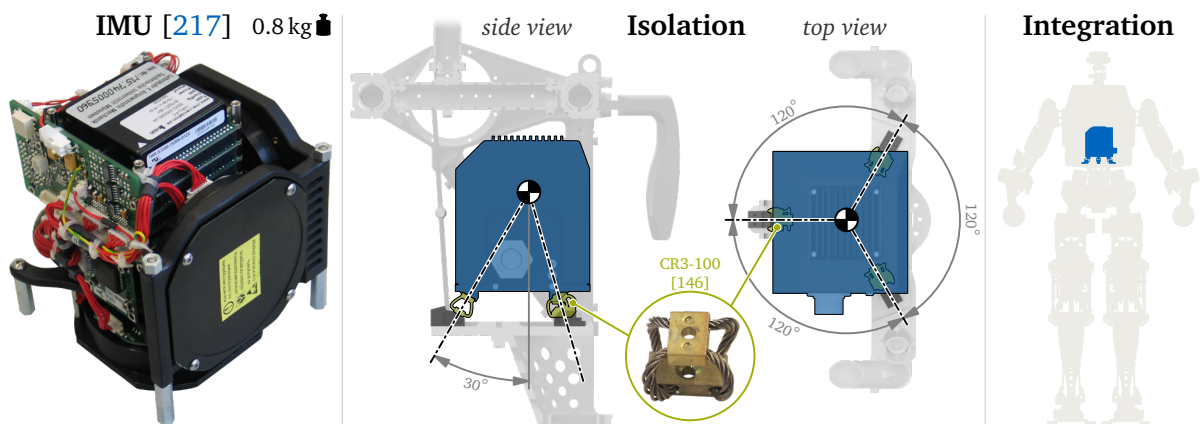 IMU [217] 0.8 kg
side view
Isolation
top view
Integration
120°
120°
120°
30°
CR3-100
[146]